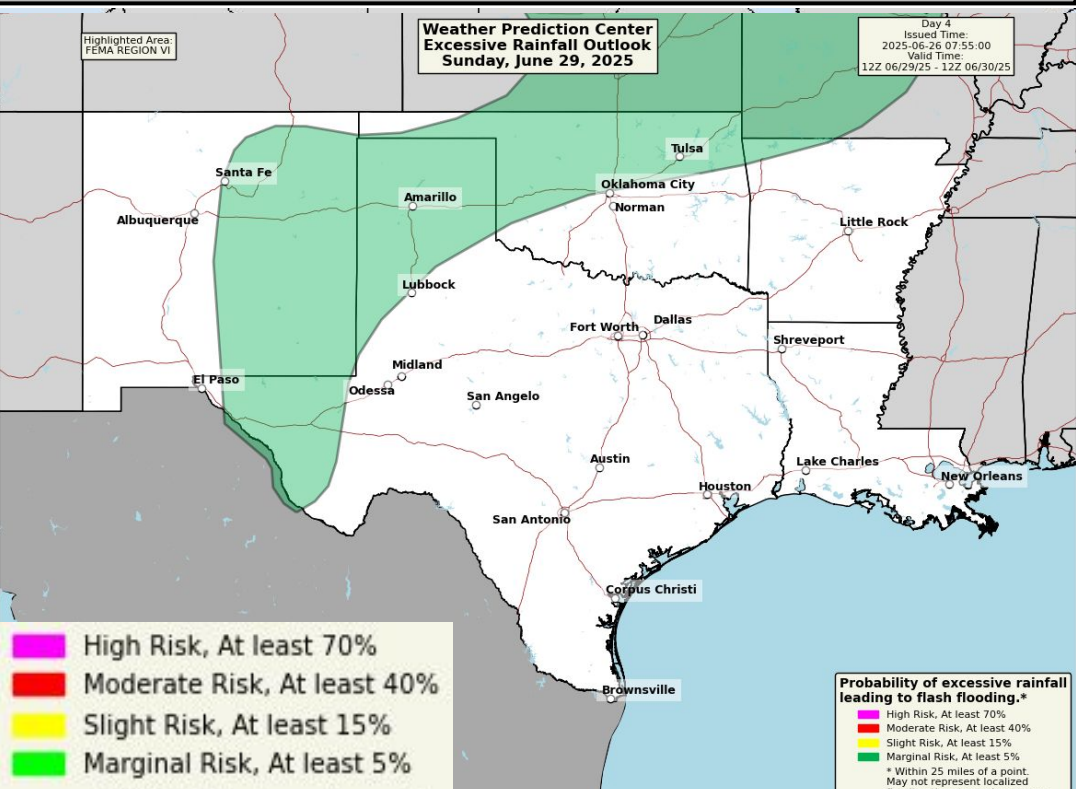 Highlighted Area:
FEMA REGION VI
Weather Prediction Center
Excessive Rainfall Outlook
Sunday, June 29, 2025
Day 4
Issued Time:
2025-06-26 07:55:00
Valid Time:
12Z 06/29/25 - 12Z 06/30/25
Tulsa
Santa Fe
Oklahoma City
Amarillo
Norman
Albuquerque
Little Rock
Lubbock
Dallas
Fort Worth
Shreveport
Midland
El Paso
Odessa
San Angelo
Austin
Lake Charles
New Orleans
Houston
San Antonio
Corpus Christi
Brownsville
High Risk, At least 70%
Moderate Risk, At least 40%
Slight Risk, At least 15%
Marginal Risk, At least 5%
Probability of excessive rainfall
leading to flash flooding.*
High Risk, At least 70%
Moderate Risk, At least 40%
Slight Risk, At least 15%
Marginal Risk, At least 5%
* Within 25 miles of a point.
May not represent localized